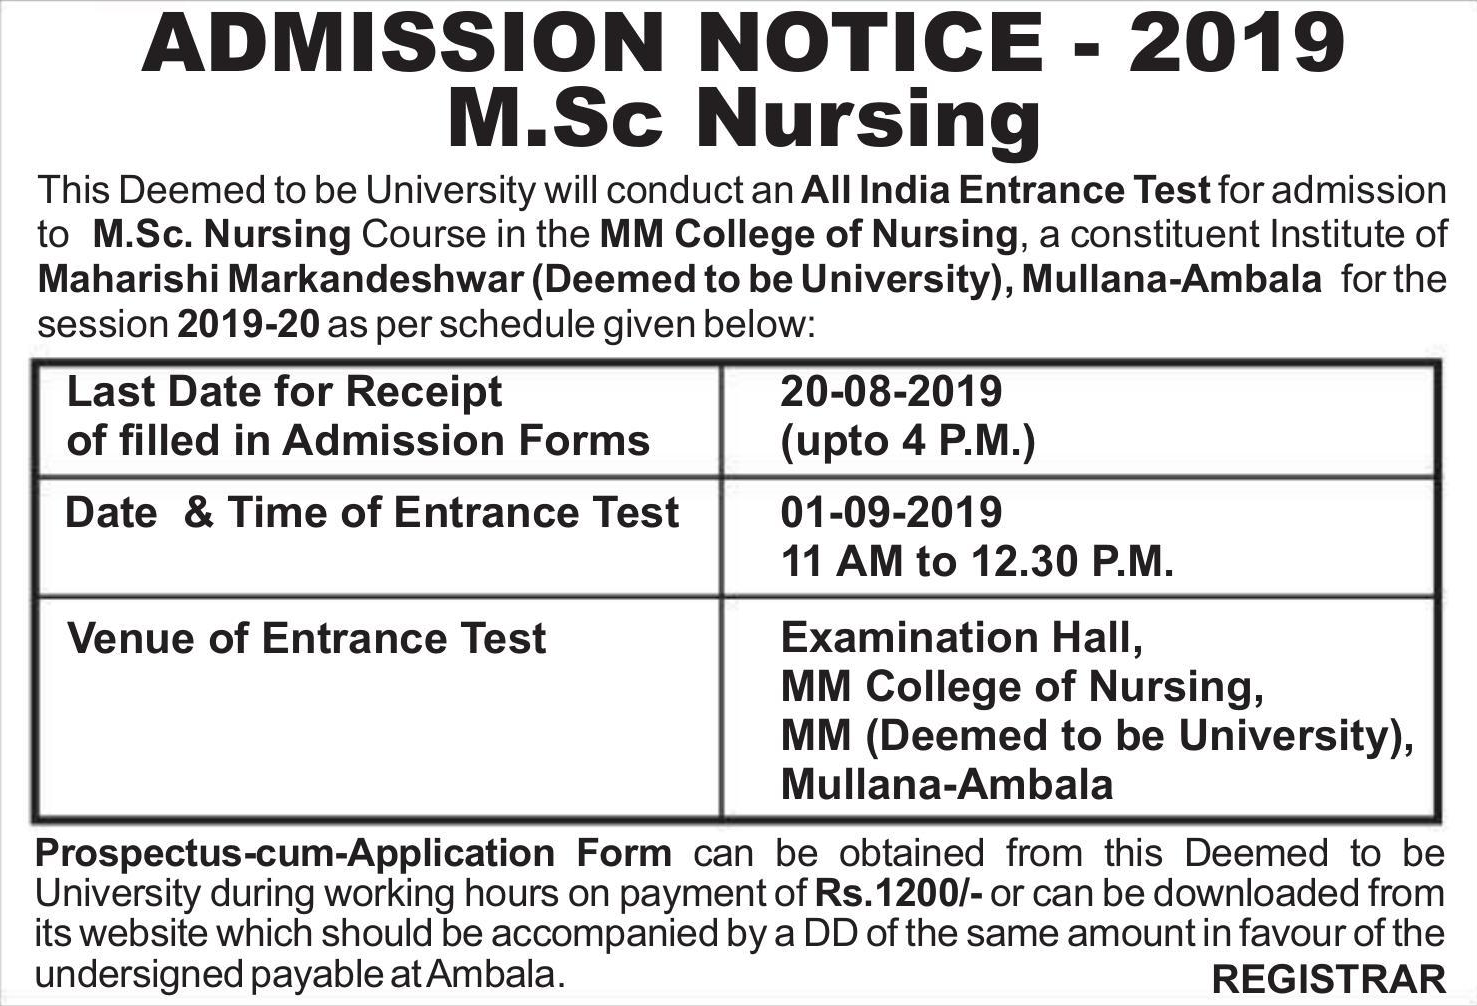 ADMISSION NOTICE - 2019
M.Sc Nursing
This Deemed to be University will conduct an All India Entrance Test for admission
to M.Sc. Nursing Course in the MM College of Nursing, a constituent Institute of
Maharishi Markandeshwar (Deemed to be University), Mullana-Ambala for the
session 2019-20 as per schedule given below:
Last Date for Receipt
of filled in Admission Forms
20-08-2019
(upto 4 P.M.)
Date & Time of Entrance Test
01-09-2019
11 AM to 12.30 P.M.
Venue of Entrance Test
Examination Hall,
MM College of Nursing,
MM (Deemed to be University),
Mullana-Ambala
Prospectus-cum-Application Form can be obtained from this Deemed to be
University during working hours on payment of Rs.1200/- or can be downloaded from
its website which should be accompanied by a DD of the same amount in favour of the
undersigned payable at Ambala.
REGISTRAR